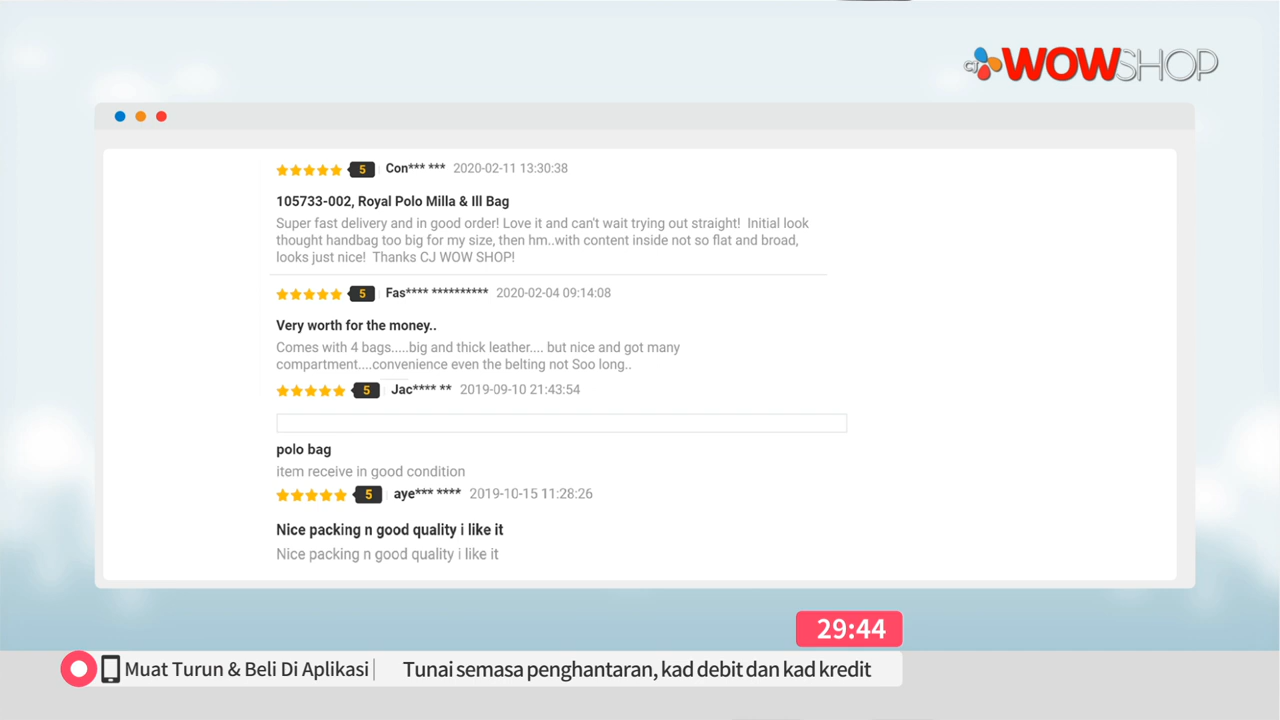 CJ WOWSHOP
5 Con*** *** 2020-02-11 13:30:38
105733-002, Royal Polo Milla & Ill Bag
Super fast delivery and in good order! Love it and can't wait trying out straight!  Initial look
thought handbag too big for my size, then hm..with content inside not so flat and broad,
looks just nice!  Thanks CJ WOW SHOP!
5 Fas**** ********** 2020-02-04 09:14:08
Very worth for the money..
Comes with 4 bags.....big and thick leather.... but nice and got many
compartment....convenience even the belting not Soo long..
5 Jac**** ** 2019-09-10 21:43:54
polo bag
item receive in good condition
5 aye*** **** 2019-10-15 11:28:26
Nice packing n good quality i like it
Nice packing n good quality i like it
29:44
Muat Turun & Beli Di Aplikasi | Tunai semasa penghantaran, kad debit dan kad kredit